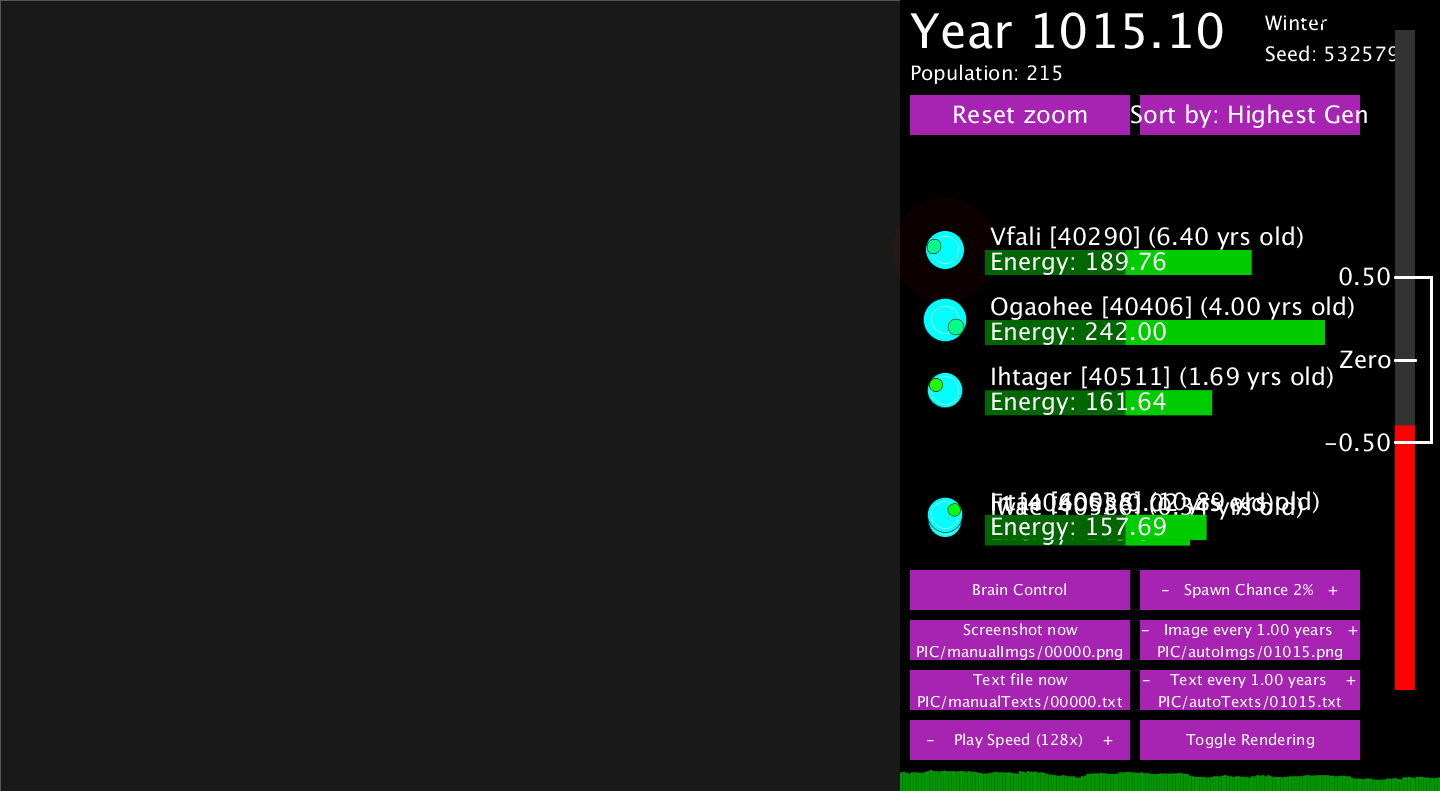 Year 1015.10
Winter
Seed: 532579
Population: 215
Reset zoom
Sort by: Highest Gen
Vfali [40290] (6.40 yrs old)
Energy: 189.76
0.50
Ogaohee [40406] (4.00 yrs old)
Energy: 242.00
Zero
Ihtager [40511] (1.69 yrs old)
Energy: 161.64
-0.50
Energy: 157.69
Brain Control
- Spawn Chance 2% +
Screenshot now
PIC/manualImgs/00000.png
- Image every 1.00 years +
PIC/autoImgs/01015.png
Text file now
PIC/manualTexts/00000.txt
- Text every 1.00 years +
PIC/autoTexts/01015.txt
- Play Speed (128x) +
Toggle Rendering